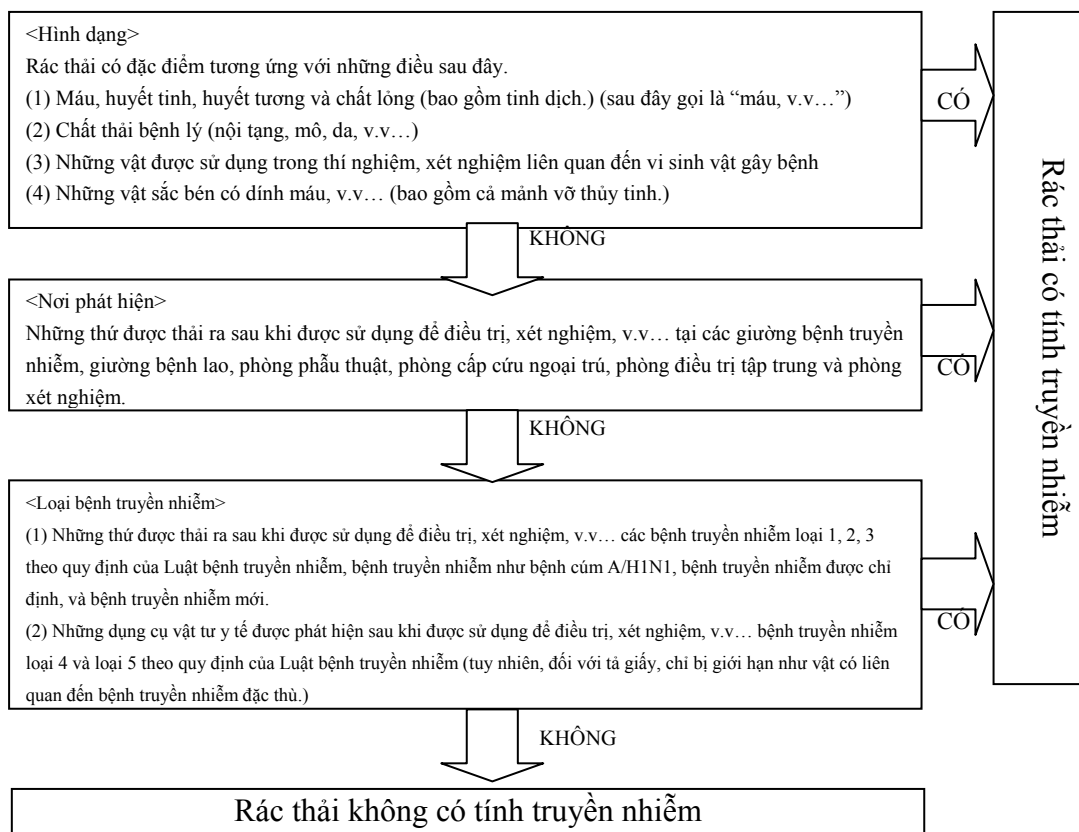 <Hình dạng>
Rác thải có đặc điểm tương ứng với những điều sau đây.
(1) Máu, huyết tinh, huyết tương và chất lỏng (bao gồm tinh dịch.) (sau đây gọi là “máu, v.v…”)
(2) Chất thải bệnh lý (nội tạng, mô, da, v.v…)
(3) Những vật được sử dụng trong thí nghiệm, xét nghiệm liên quan đến vi sinh vật gây bệnh
(4) Những vật sắc bén có dính máu, v.v… (bao gồm cả mảnh vỡ thủy tinh.)
CÓ
KHÔNG
<Nơi phát hiện>
Những thứ được thải ra sau khi được sử dụng để điều trị, xét nghiệm, v.v… tại các giường bệnh truyền
nhiễm, giường bệnh lao, phòng phẫu thuật, phòng cấp cứu ngoại trú, phòng điều trị tập trung và phòng
xét nghiệm.
CÓ
KHÔNG
<Loại bệnh truyền nhiễm>
(1) Những thứ được thải ra sau khi được sử dụng để điều trị, xét nghiệm, v.v… các bệnh truyền nhiễm loại 1, 2, 3
theo quy định của Luật bệnh truyền nhiễm, bệnh truyền nhiễm như bệnh cúm A/H1N1, bệnh truyền nhiễm được chỉ
định, và bệnh truyền nhiễm mới.
(2) Những dụng cụ vật tư y tế được phát hiện sau khi được sử dụng để điều trị, xét nghiệm, v.v… bệnh truyền nhiễm
loại 4 và loại 5 theo quy định của Luật bệnh truyền nhiễm (tuy nhiên, đối với tả giấy, chỉ bị giới hạn như vật có liên
quan đến bệnh truyền nhiễm đặc thù.)
CÓ
KHÔNG
Rác thải có tính truyền nhiễm
Rác thải không có tính truyền nhiễm